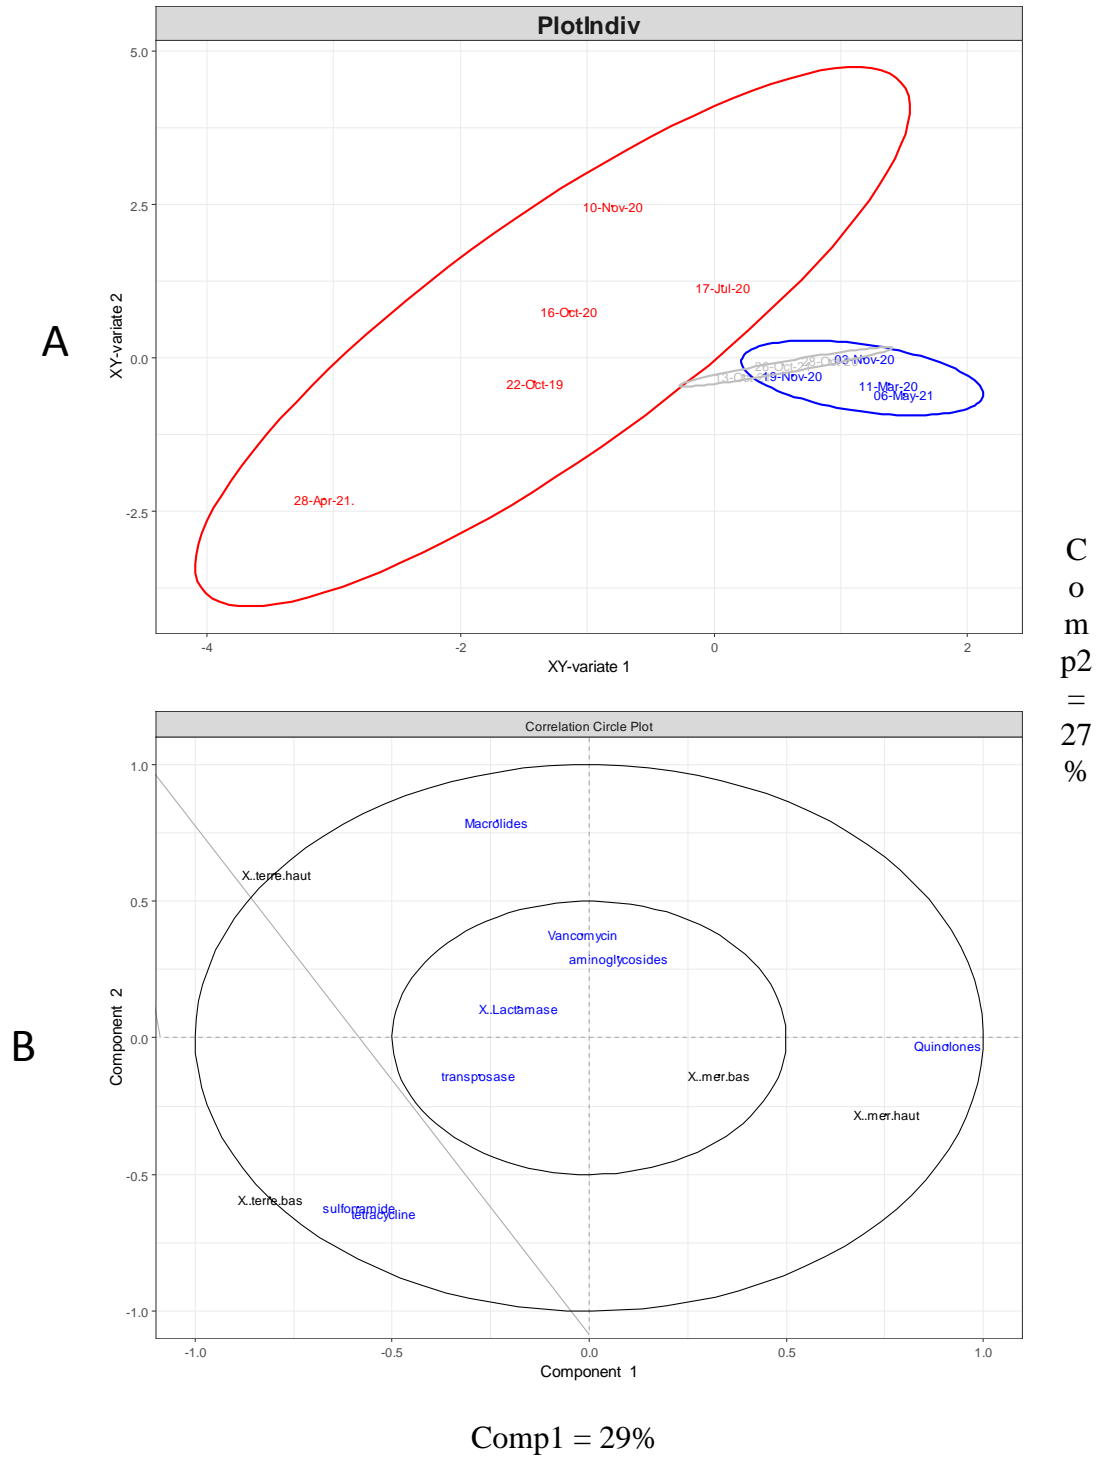 PlotIndiv
5.0
2.5
0.0
-2.5
XY-variate 2
A
10-Nov-20
17-Jul-20
16-Oct-20
22-Oct-19
28-Apr-21.
03-Nov-20
19-Nov-20
11-Mar-20
06-May-21
-4
-2
0
2
XY-variate 1
C
o
m
p2
=
27
%
Correlation Circle Plot
1.0
0.5
0.0
-0.5
-1.0
Component 2
B
Macrolides
X..terre.haut
Vancomycin
aminoglycosides
X..Lactamase
Quinolones
transposase
X..mer.bas
X..mer.haut
X..terre.bas
sulfonamide
tetracycline
-1.0
-0.5
0.0
0.5
1.0
Component 1
Comp1 = 29%